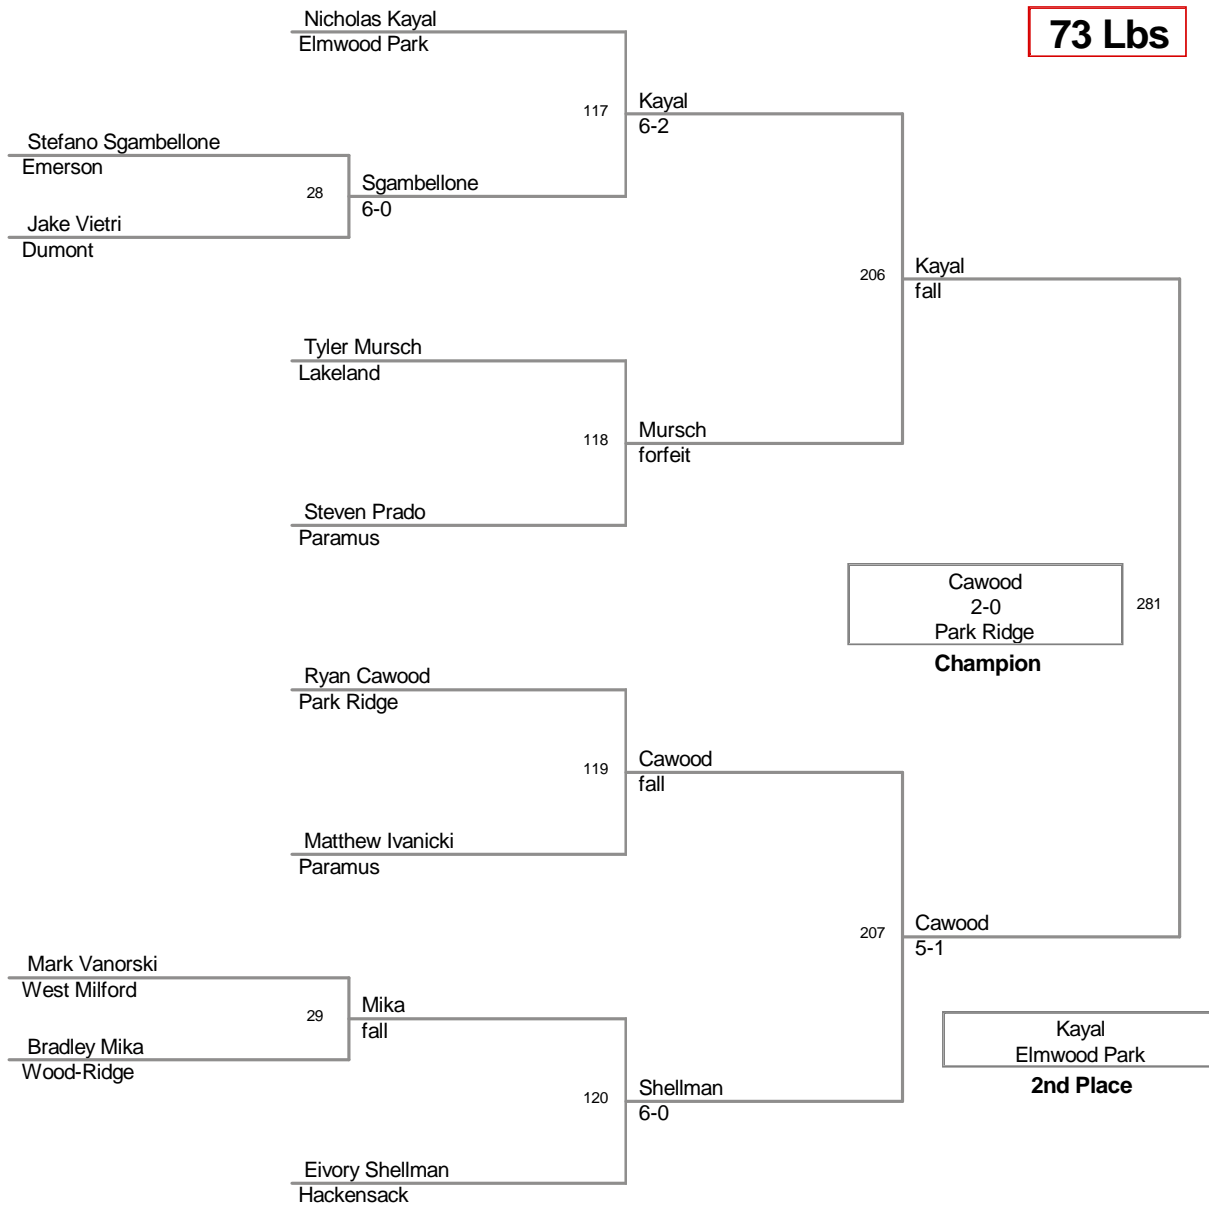 Nicholas Kayal
Elmwood Park
73 Lbs
117
Kayal
6-2
Stefano Sgambellone
Emerson
28
Sgambellone
6-0
Jake Vietri
Dumont
206
Kayal
fall
Tyler Mursch
Lakeland
118
Mursch
forfeit
Steven Prado
Paramus
Cawood
2-0
Park Ridge
281
Champion
Ryan Cawood
Park Ridge
119
Cawood
fall
Matthew Ivanicki
Paramus
207
Cawood
5-1
Mark Vanorski
West Milford
29
Mika
fall
Bradley Mika
Wood-Ridge
Kayal
Elmwood Park
2nd Place
120
Shellman
6-0
Eivory Shellman
Hackensack